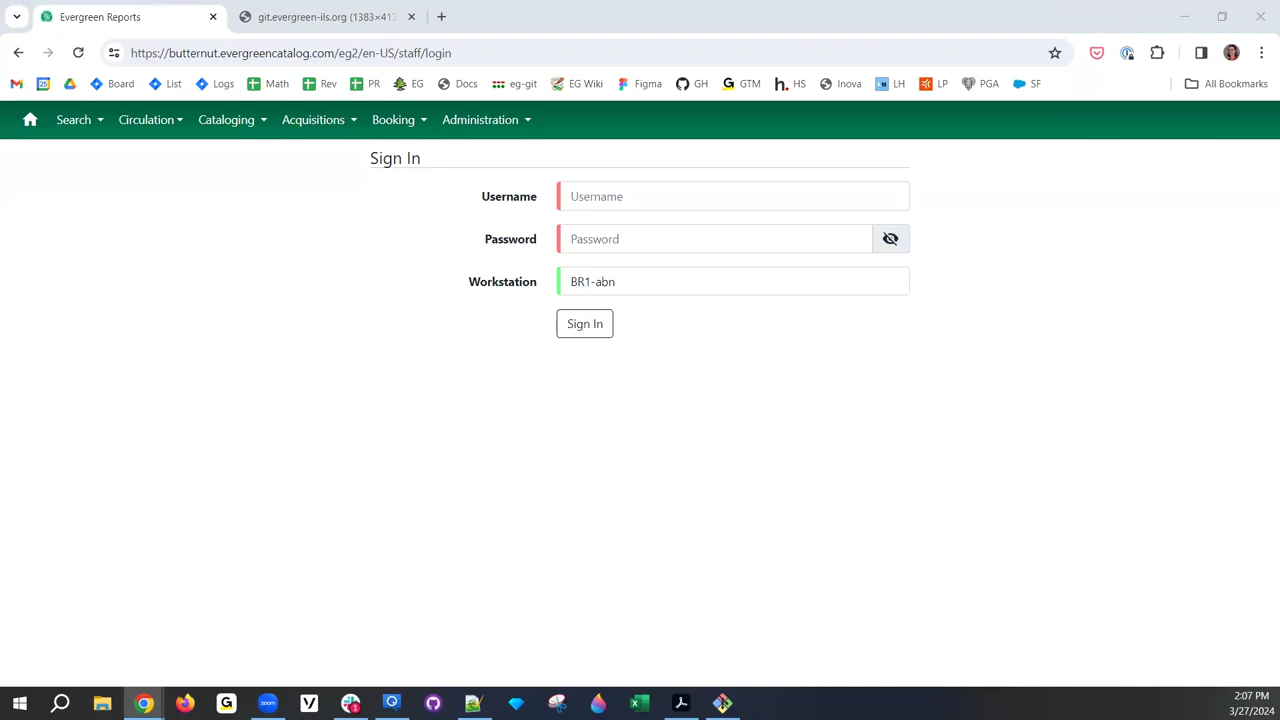 Evergreen Reports
git.evergreen-ils.org (1383×413
https://butternut.evergreencatalog.com/eg2/en-US/staff/login
Board
List
Logs
Math
Rev
PR
EG
Docs
eg-git
EG Wiki
Figma
GH
GTM
HS
Inova
LH
LP
PGA
SF
All Bookmarks
Search
Circulation
Cataloging
Acquisitions
Booking
Administration
Sign In
Username
Username
Password
Password
Workstation
BR1-abn
Sign In
2:07 PM
3/27/2024